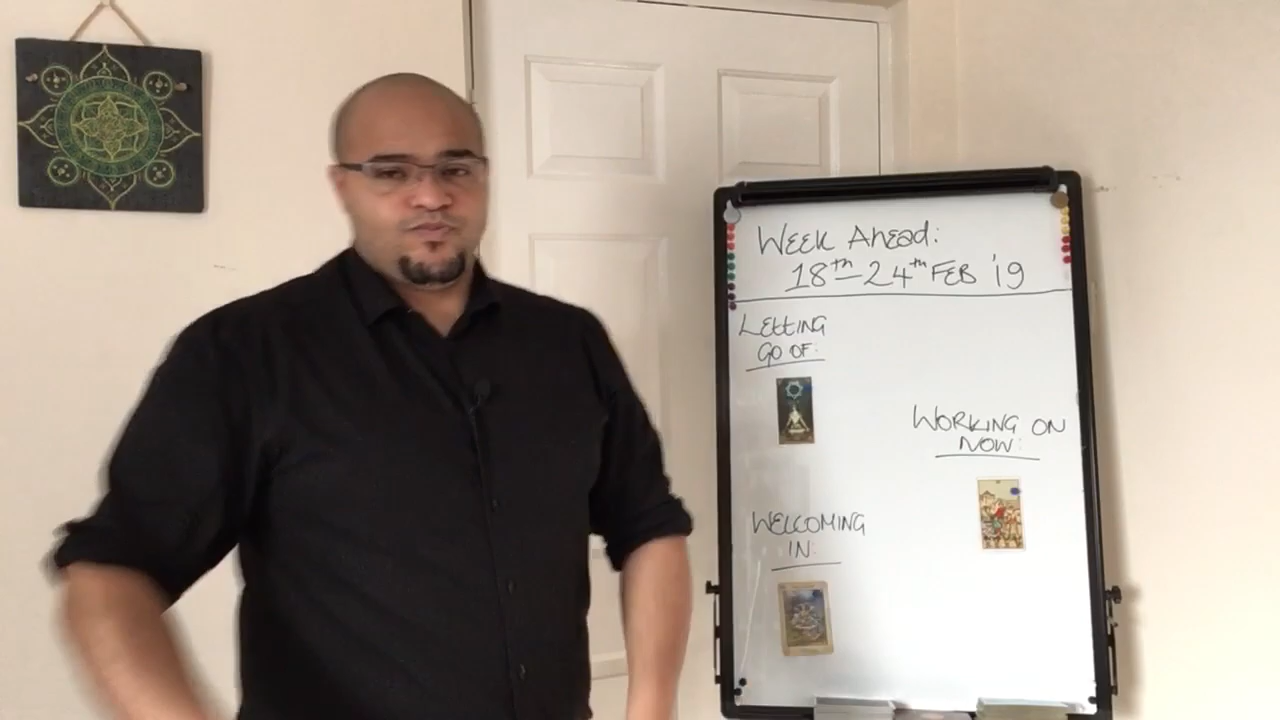 Week Ahead:
18th-24th FEB '19
LEttING
GO OF:
WORKING ON
NOW:
WELCOMING
IN: